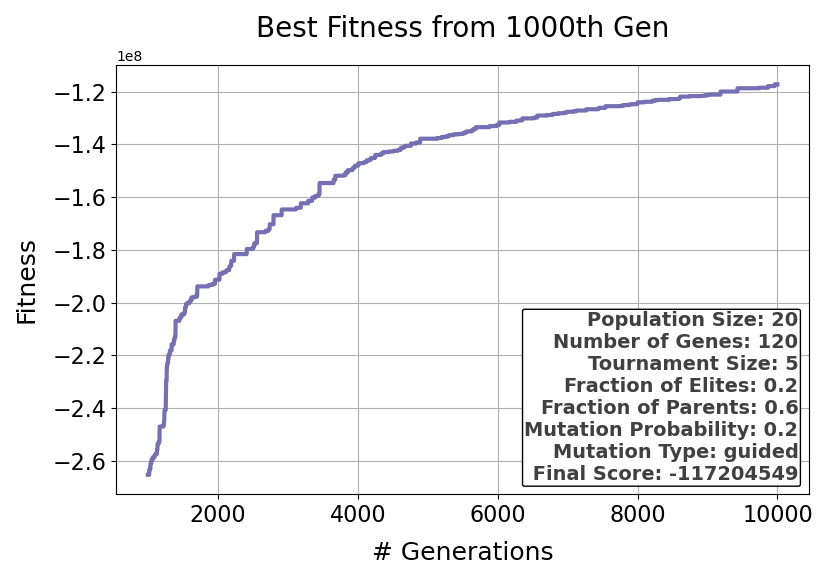 Best Fitness from 1000th Gen
1e8
−1.2
−1.4
−1.6
−1.8
−2.0
−2.2
−2.4
−2.6
Fitness
Population Size: 20
Number of Genes: 120
Tournament Size: 5
Fraction of Elites: 0.2
Fraction of Parents: 0.6
Mutation Probability: 0.2
Mutation Type: guided
Final Score: -117204549
2000 4000 6000 8000 10000
# Generations